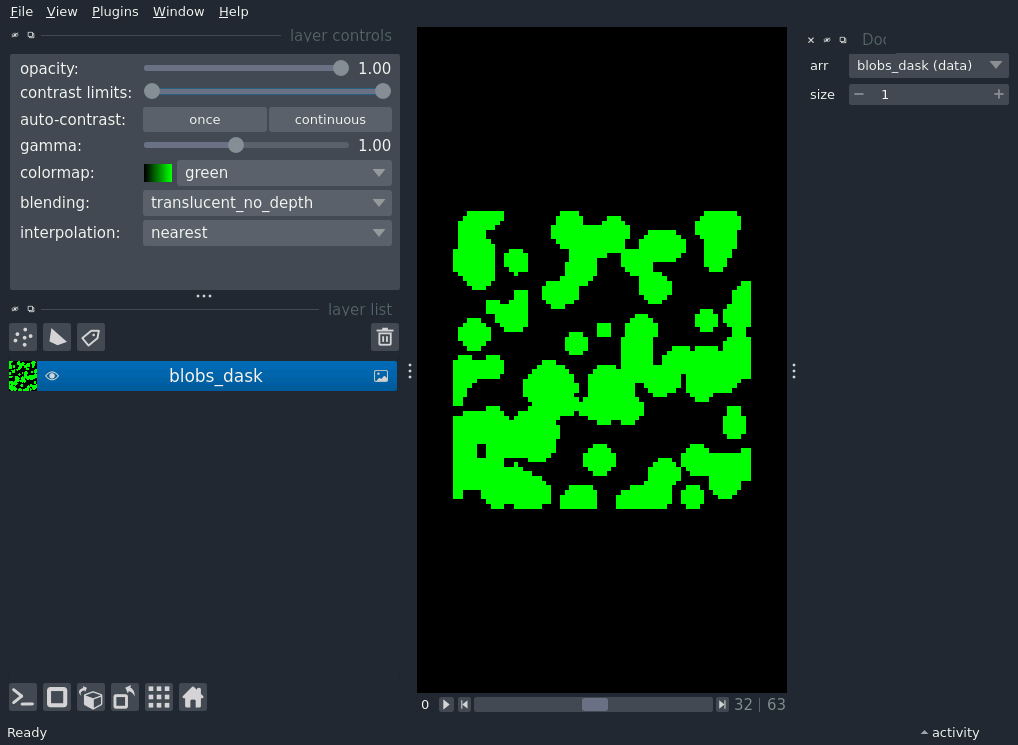 File View Plugins Window Help
layer controls
opacity: 1.00
contrast limits:
auto-contrast: once continuous
gamma: 1.00
colormap: green
blending: translucent_no_depth
interpolation: nearest
layer list
blobs_dask
arr blobs_dask (data)
size 1
0 32 | 63
Ready
activity